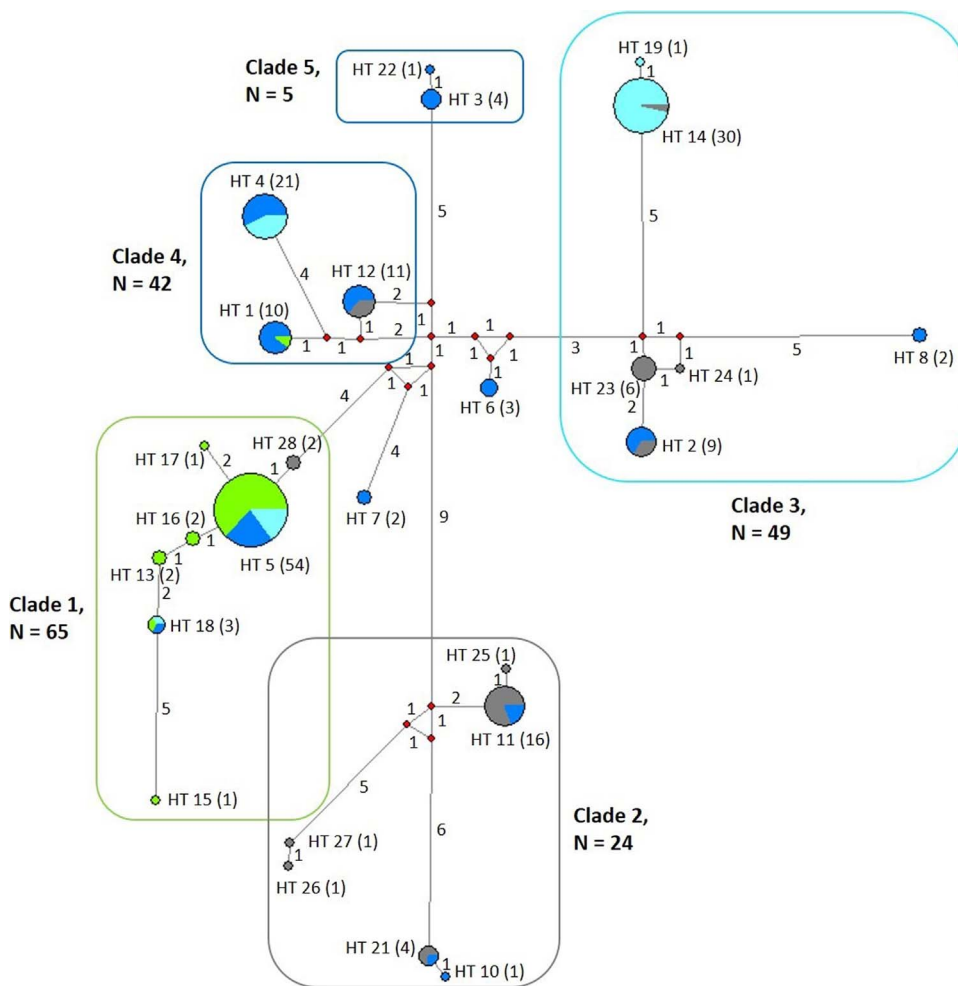 HT 19 (1)
1
HT 14 (30)
5
Clade 5,
N = 5
HT 22 (1)
1
HT 3 (4)
5
HT 4 (21)
Clade 4,
N = 42
4
HT 12 (11)
2
HT 1 (10)
1
1
1
2
1
1
1
1
1
1
HT 6 (3)
3
1
1
5
HT 8 (2)
HT 23 (6)
1
HT 24 (1)
2
HT 2 (9)
Clade 3,
N = 49
1
1
1
4
4
HT 7 (2)
9
HT 28 (2)
1
HT 17 (1)
2
HT 16 (2)
1
HT 5 (54)
1
HT 13 (2)
2
Clade 1,
N = 65
HT 18 (3)
5
HT 15 (1)
HT 25 (1)
1
2
HT 11 (16)
1
1
1
5
6
Clade 2,
N = 24
HT 27 (1)
1
HT 26 (1)
HT 21 (4)
1
HT 10 (1)